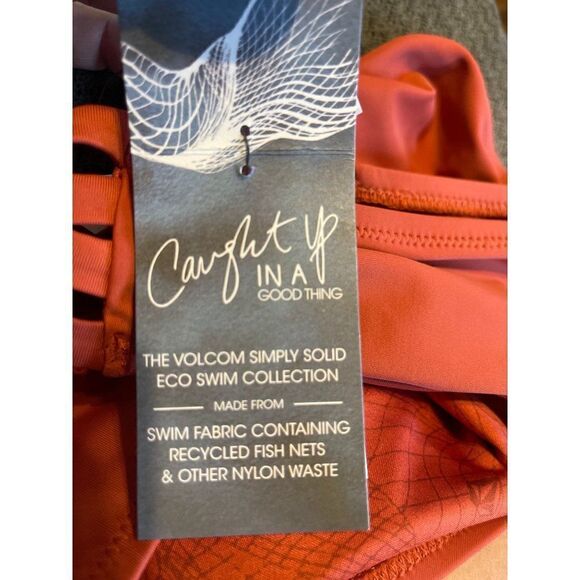 Caught Up
IN A
GOOD THING
THE VOLCOM SIMPLY SOLID
ECO SWIM COLLECTION
MADE FROM
SWIM FABRIC CONTAINING
RECYCLED FISH NETS
& OTHER NYLON WASTE